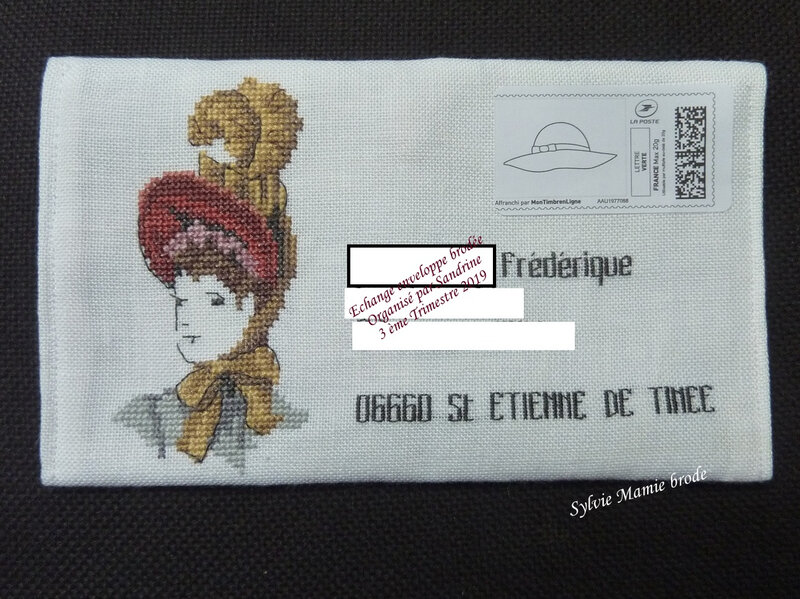 LA POSTE
LETTRE
VERTE
FRANCE Max 20g
Affranchi par MonTimbrenLigne
AAU1977088
Frédérique
Echange enveloppe brodée
Organisé par Sandrine
3 ème Trimestre 2019
06660 St ETIENNE DE TINEE
Sylvie Mamie brode